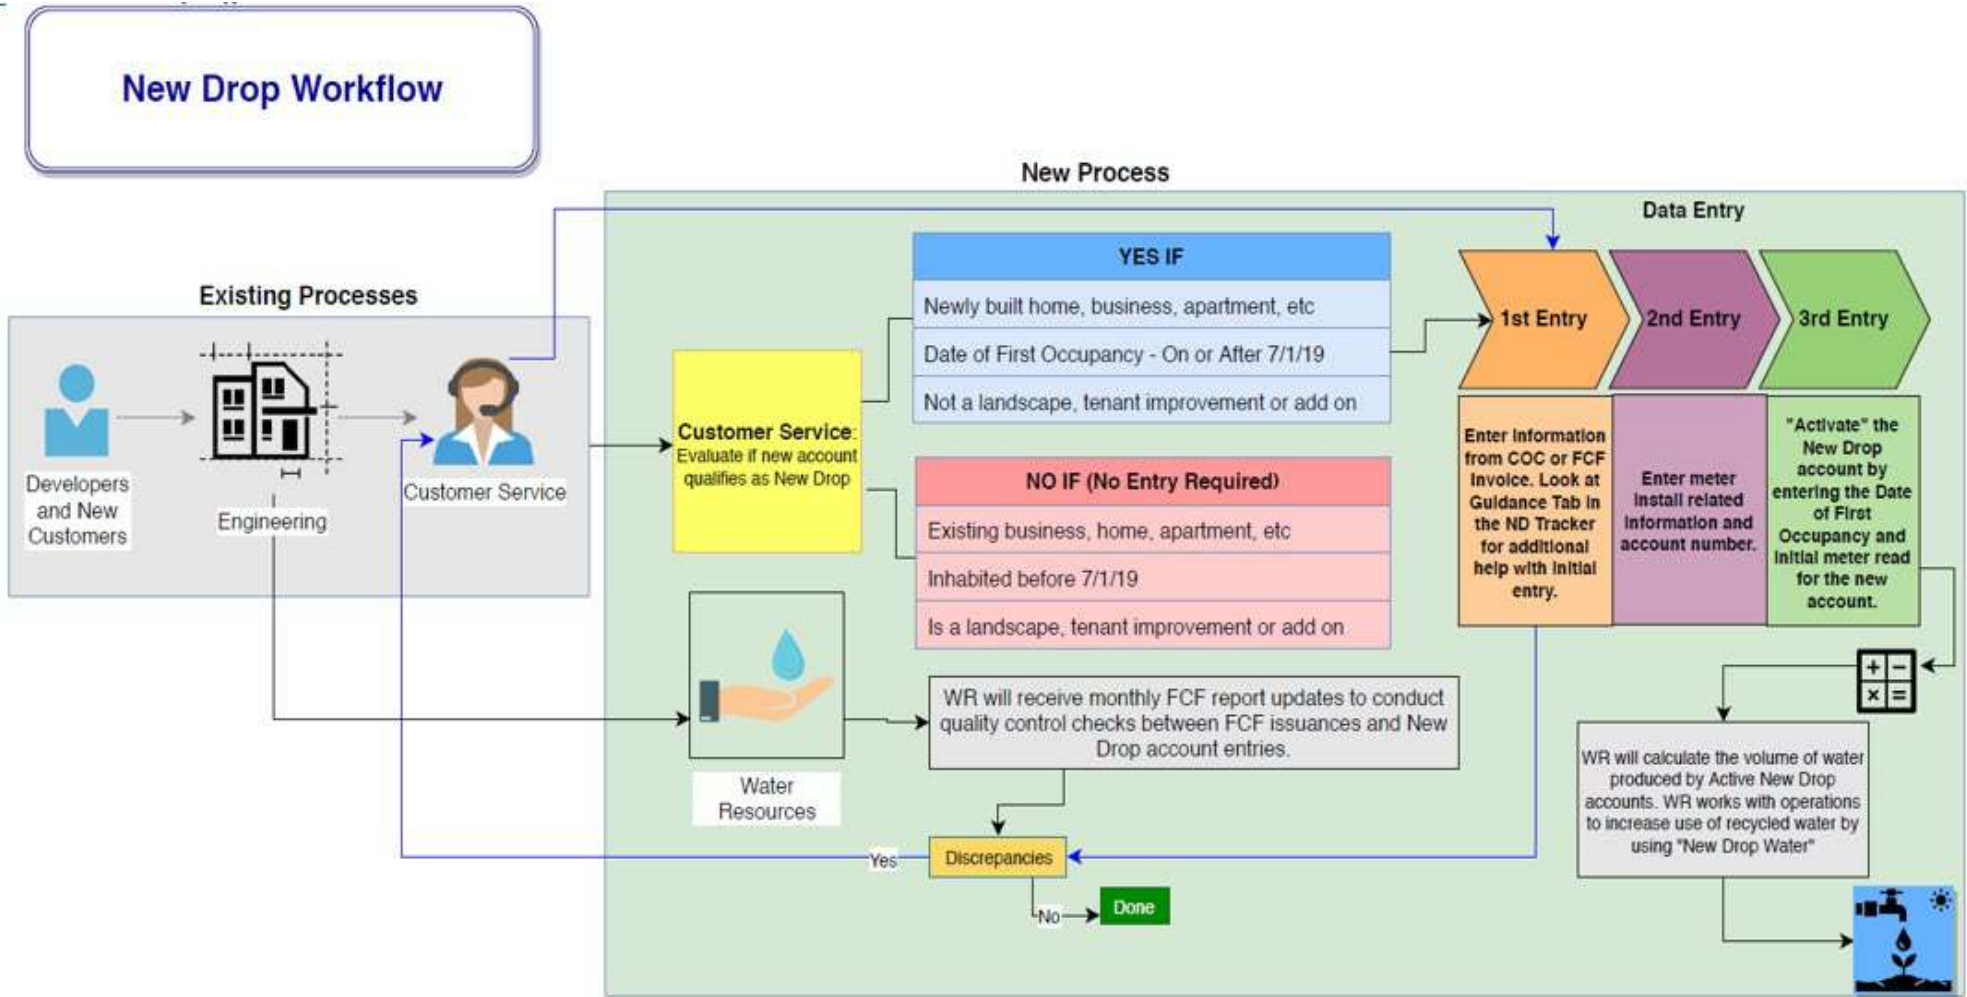 New Drop Workflow
New Process
Existing Processes
Developers
and New
Customers
Engineering
Customer Service
Customer Service:
Evaluate if new account
qualifies as New Drop
YES IF
Newly built home, business, apartment, etc
Date of First Occupancy - On or After 7/1/19
Not a landscape, tenant improvement or add on
NO IF (No Entry Required)
Existing business, home, apartment, etc
Inhabited before 7/1/19
Is a landscape, tenant improvement or add on
Data Entry
1st Entry
2nd Entry
3rd Entry
Enter information
from COC or FCF
Invoice. Look at
Guidance Tab in
the ND Tracker
for additional
help with initial
entry.
Enter meter
install related
information and
account number.
"Activate" the
New Drop
account by
entering the Date
of First
Occupancy and
initial meter read
for the new
account.
Water
Resources
WR will receive monthly FCF report updates to conduct
quality control checks between FCF issuances and New
Drop account entries.
Discrepancies
Yes
No
Done
+ −
× =
WR will calculate the volume of water
produced by Active New Drop
accounts. WR works with operations
to increase use of recycled water by
using "New Drop Water"